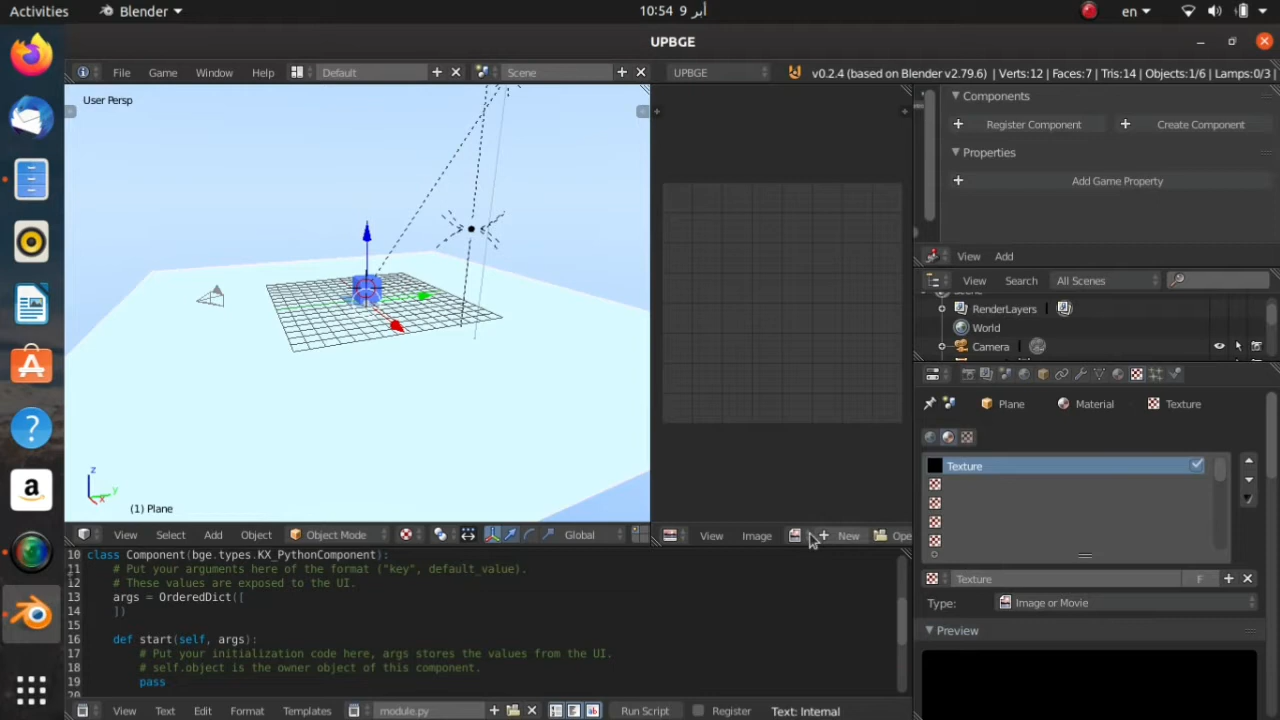 Activities
Blender
10:54 9 أبر
en
UPBGE
File
Game
Window
Help
Default
Scene
UPBGE
v0.2.4 (based on Blender v2.79.6) | Verts:12 | Faces:7 | Tris:14 | Objects:1/6 | Lamps:0/3 |
User Persp
z
y
x
(1) Plane
View
Select
Add
Object
Object Mode
Global
View
Image
New
Ope
10 class Component(bge.types.KX_PythonComponent):
11 # Put your arguments here of the format ("key", default_value).
12 # These values are exposed to the UI.
13 args = OrderedDict([
14 ])
15
16 def start(self, args):
17 # Put your initialization code here, args stores the values from the UI.
18 # self.object is the owner object of this component.
19 pass
20
View
Text
Edit
Format
Templates
module.py
Run Script
Register
Text: Internal
Components
Register Component
Create Component
Properties
Add Game Property
View
Add
View
Search
All Scenes
RenderLayers
World
Camera
Plane
Material
Texture
Texture
Texture
F
Type:
Image or Movie
Preview